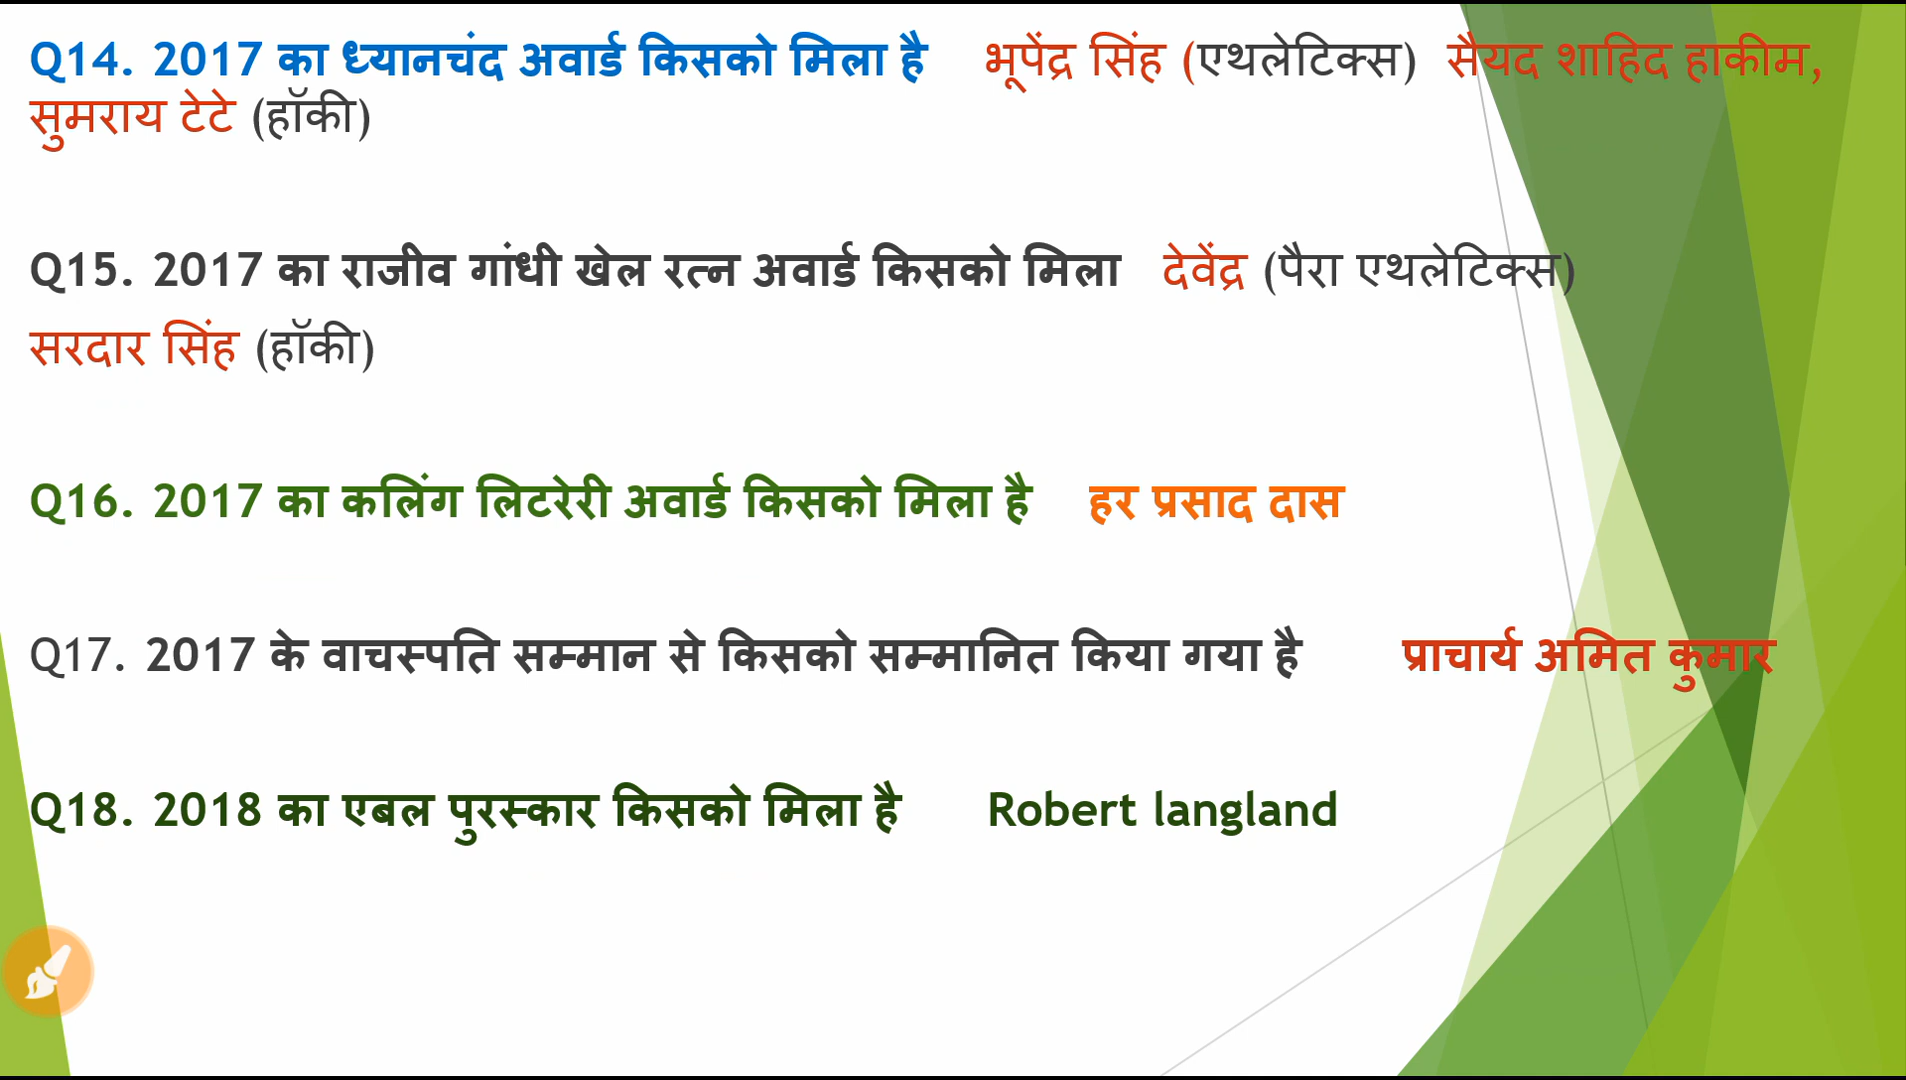 Q14. 2017 का ध्यानचंद अवार्ड किसको मिला है भूपेंद्र सिंह (एथलेटिक्स) सैयद शाहिद हाकीम,
सुमराय टेटे (हॉकी)
Q15. 2017 का राजीव गांधी खेल रत्न अवार्ड किसको मिला देवेंद्र (पैरा एथलेटिक्स)
सरदार सिंह (हॉकी)
Q16. 2017 का कलिंग लिटरेरी अवार्ड किसको मिला है हर प्रसाद दास
Q17. 2017 के वाचस्पति सम्मान से किसको सम्मानित किया गया है प्राचार्य अमित कुमार
Q18. 2018 का एबल पुरस्कार किसको मिला है Robert langland